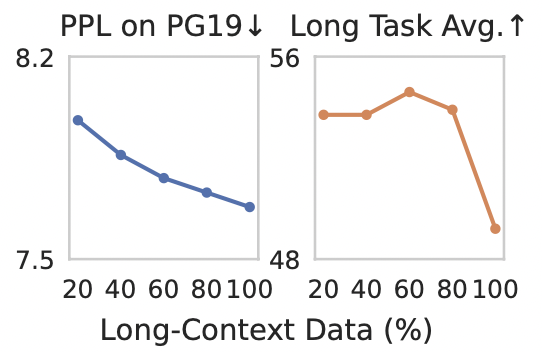 PPL on PG19↓ Long Task Avg.↑
8.2 56
7.5 48
20 40 60 80 100 20 40 60 80 100
Long-Context Data (%)